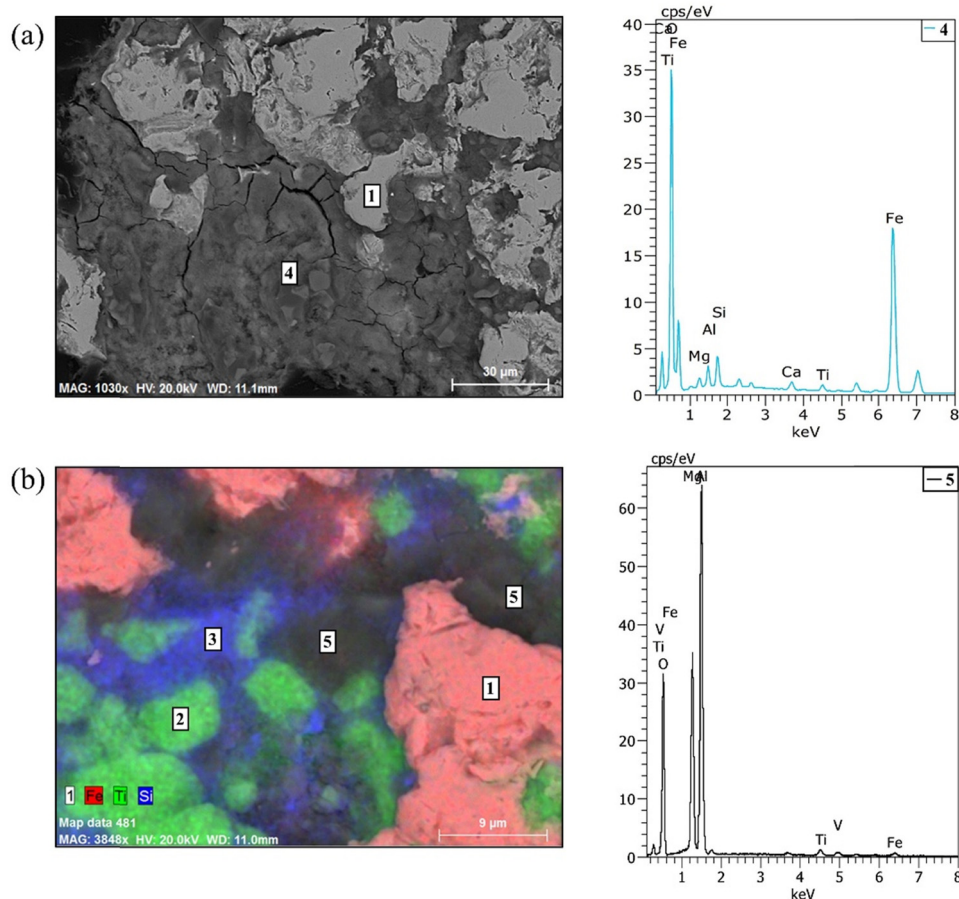 (a)
1
4
MAG: 1030x HV: 20.0kV WD: 11.1mm
30 µm
cps/eV
40
35
30
25
20
15
10
5
0
Ca O
Fe
Ti
4
Fe
Si
Al
Mg
Ca
Ti
1 2 3 4 5 6 7 8
keV
(b)
5
3
5
1
2
1 Fe Ti Si
Map data 481
MAG: 3848x HV: 20.0kV WD: 11.0mm
9 µm
cps/eV
60
50
40
30
20
10
0
MgAl
5
Fe
V
Ti
O
V
Ti
Fe
1 2 3 4 5 6 7 8
keV